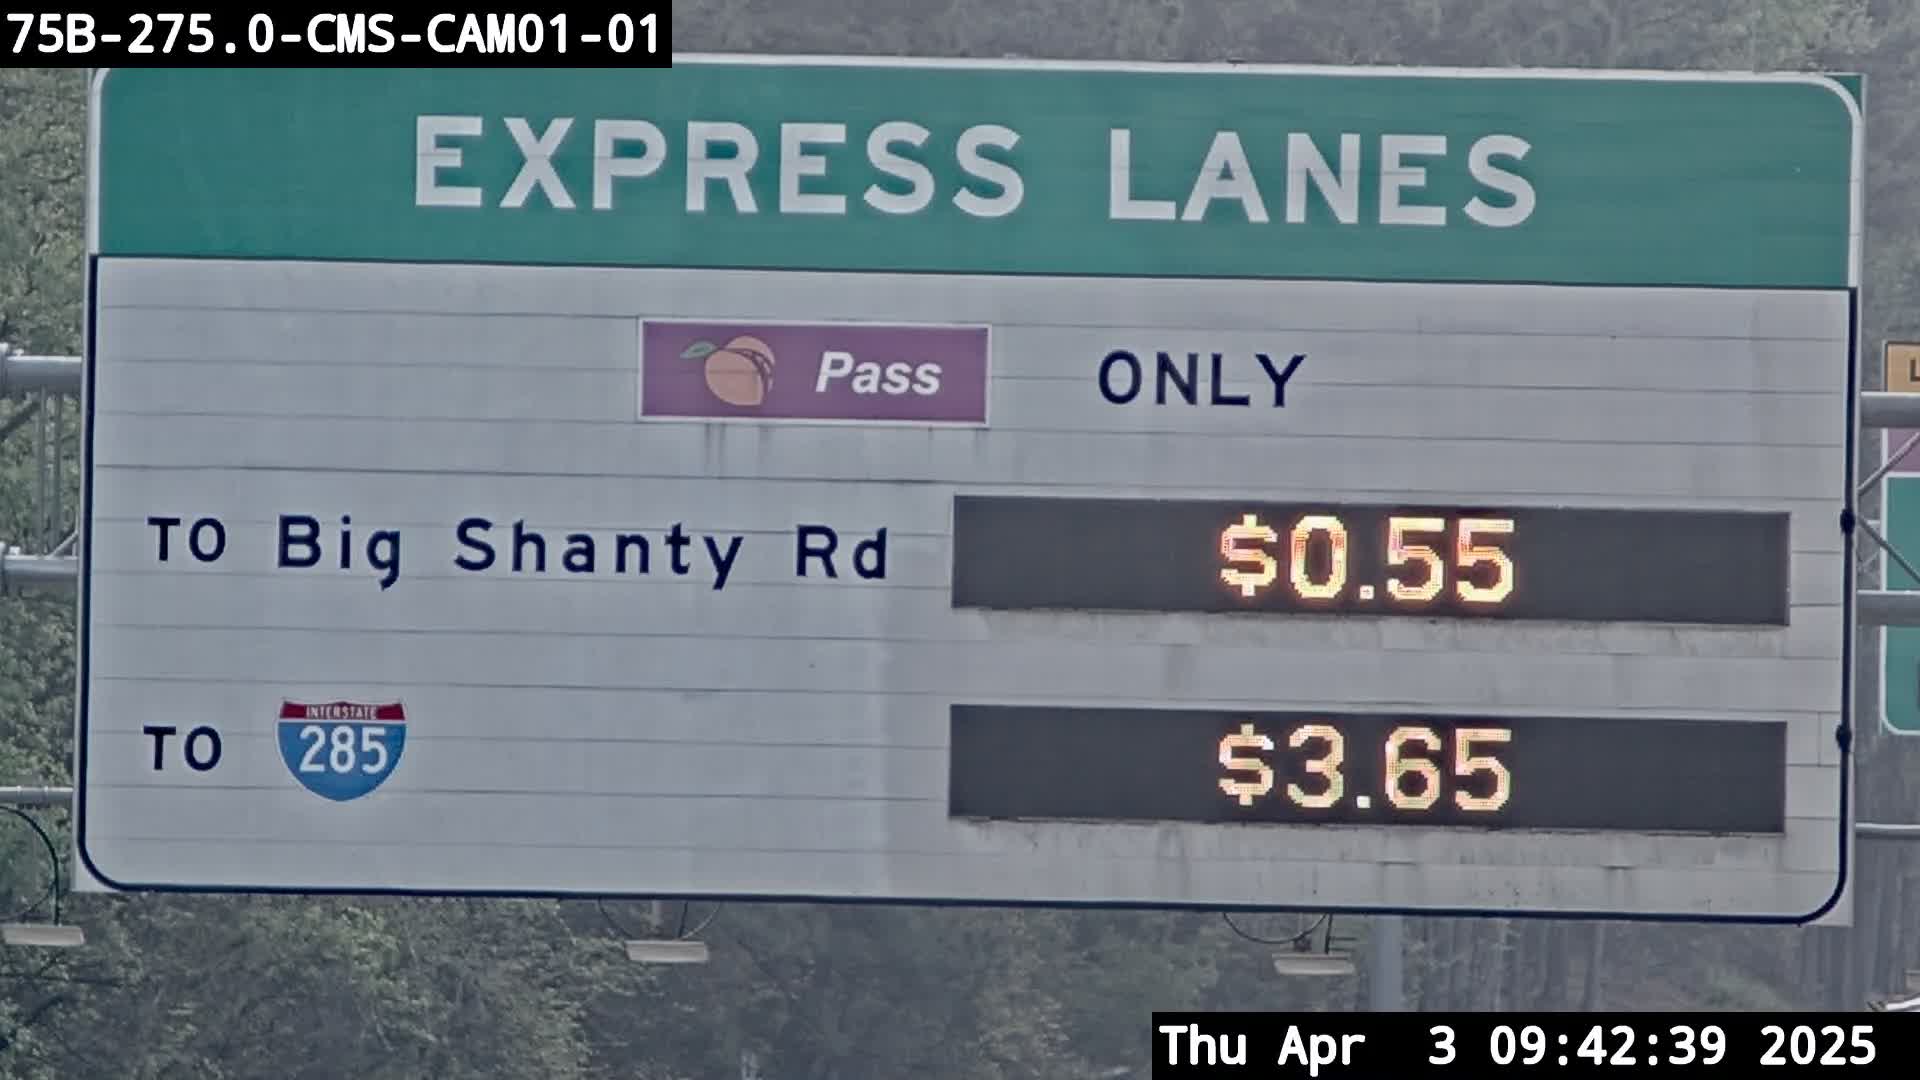 75B-275.0-CMS-CAM01-01
EXPRESS LANES
Pass ONLY
TO Big Shanty Rd $0.55
INTERSTATE
TO 285 $3.65
Thu Apr 3 09:42:39 2025